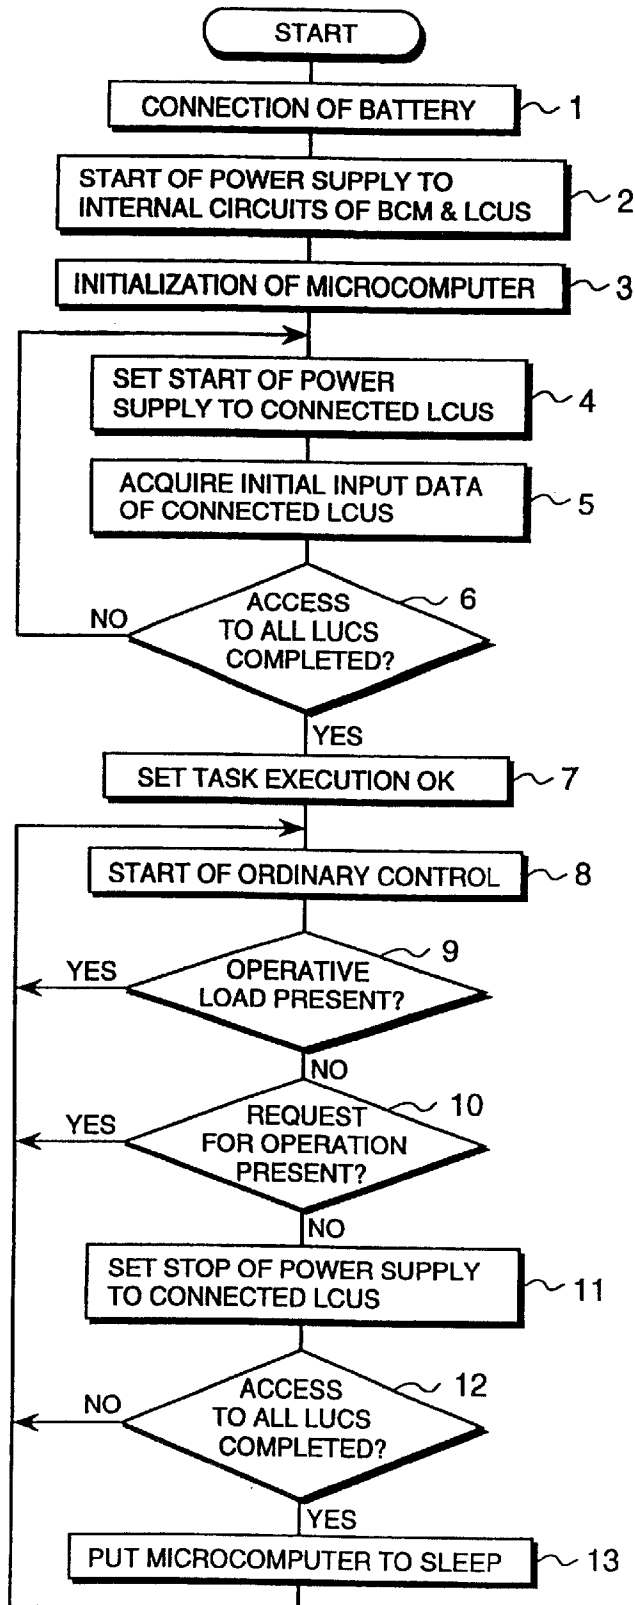 START
CONNECTION OF BATTERY
1
START OF POWER SUPPLY TO
INTERNAL CIRCUITS OF BCM & LCUS
2
INITIALIZATION OF MICROCOMPUTER
3
SET START OF POWER
SUPPLY TO CONNECTED LCUS
4
ACQUIRE INITIAL INPUT DATA
OF CONNECTED LCUS
5
6
ACCESS
TO ALL LUCS
COMPLETED?
NO
YES
SET TASK EXECUTION OK
7
START OF ORDINARY CONTROL
8
9
OPERATIVE
LOAD PRESENT?
YES
NO
10
REQUEST
FOR OPERATION
PRESENT?
YES
NO
SET STOP OF POWER SUPPLY
TO CONNECTED LCUS
11
12
ACCESS
TO ALL LUCS
COMPLETED?
NO
YES
PUT MICROCOMPUTER TO SLEEP
13